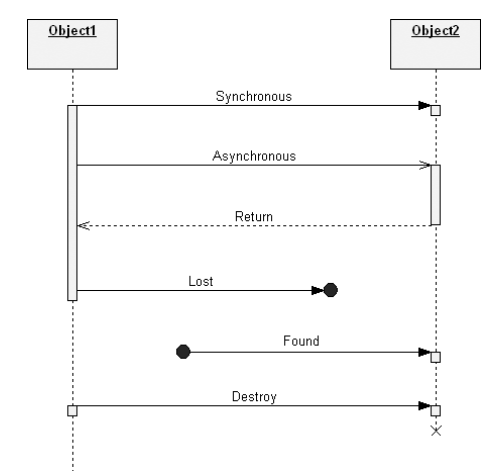 Object1
Object2
Synchronous
Asynchronous
Return
Lost
Found
Destroy